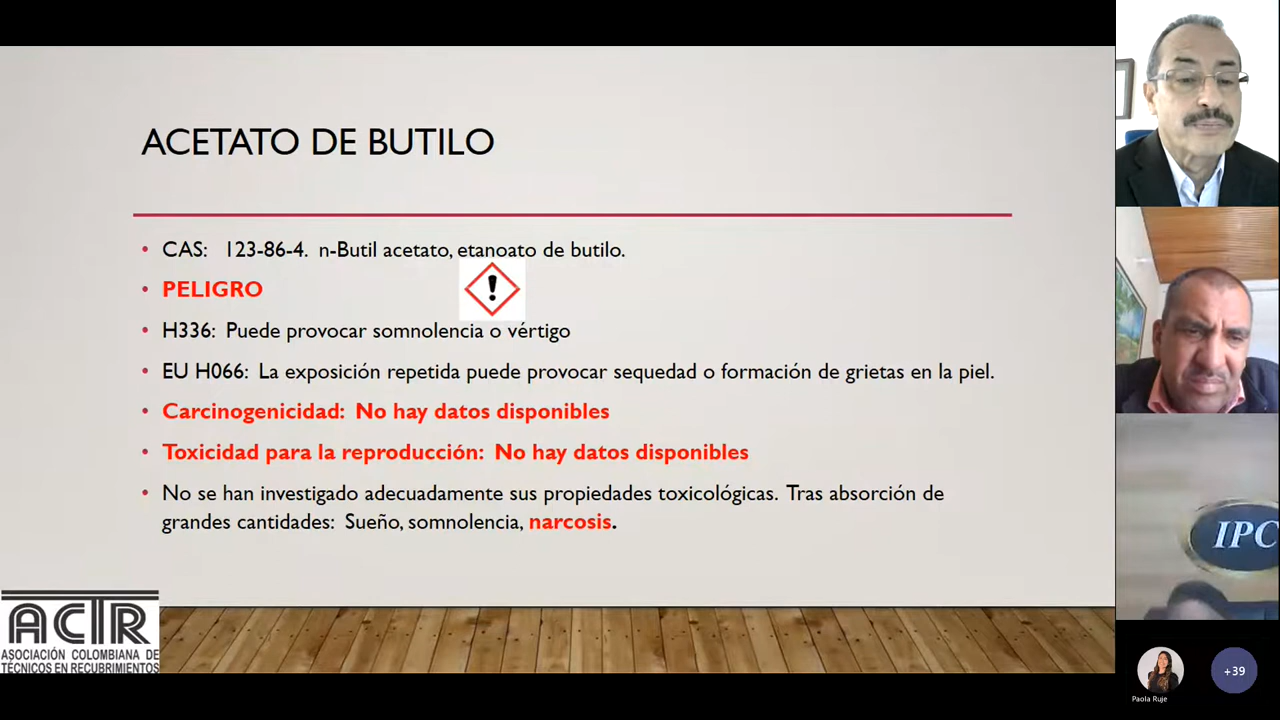 ACETATO DE BUTILO
• CAS: 123-86-4. n-Butil acetato, etanoato de butilo.
• PELIGRO
• H336: Puede provocar somnolencia o vértigo
• EU H066: La exposición repetida puede provocar sequedad o formación de grietas en la piel.
• Carcinogenicidad: No hay datos disponibles
• Toxicidad para la reproducción: No hay datos disponibles
• No se han investigado adecuadamente sus propiedades toxicológicas. Tras absorción de
grandes cantidades: Sueño, somnolencia, narcosis.
ACTR
ASOCIACIÓN COLOMBIANA DE
TÉCNICOS EN RECUBRIMIENTOS
IPC
Paola Ruje
+39